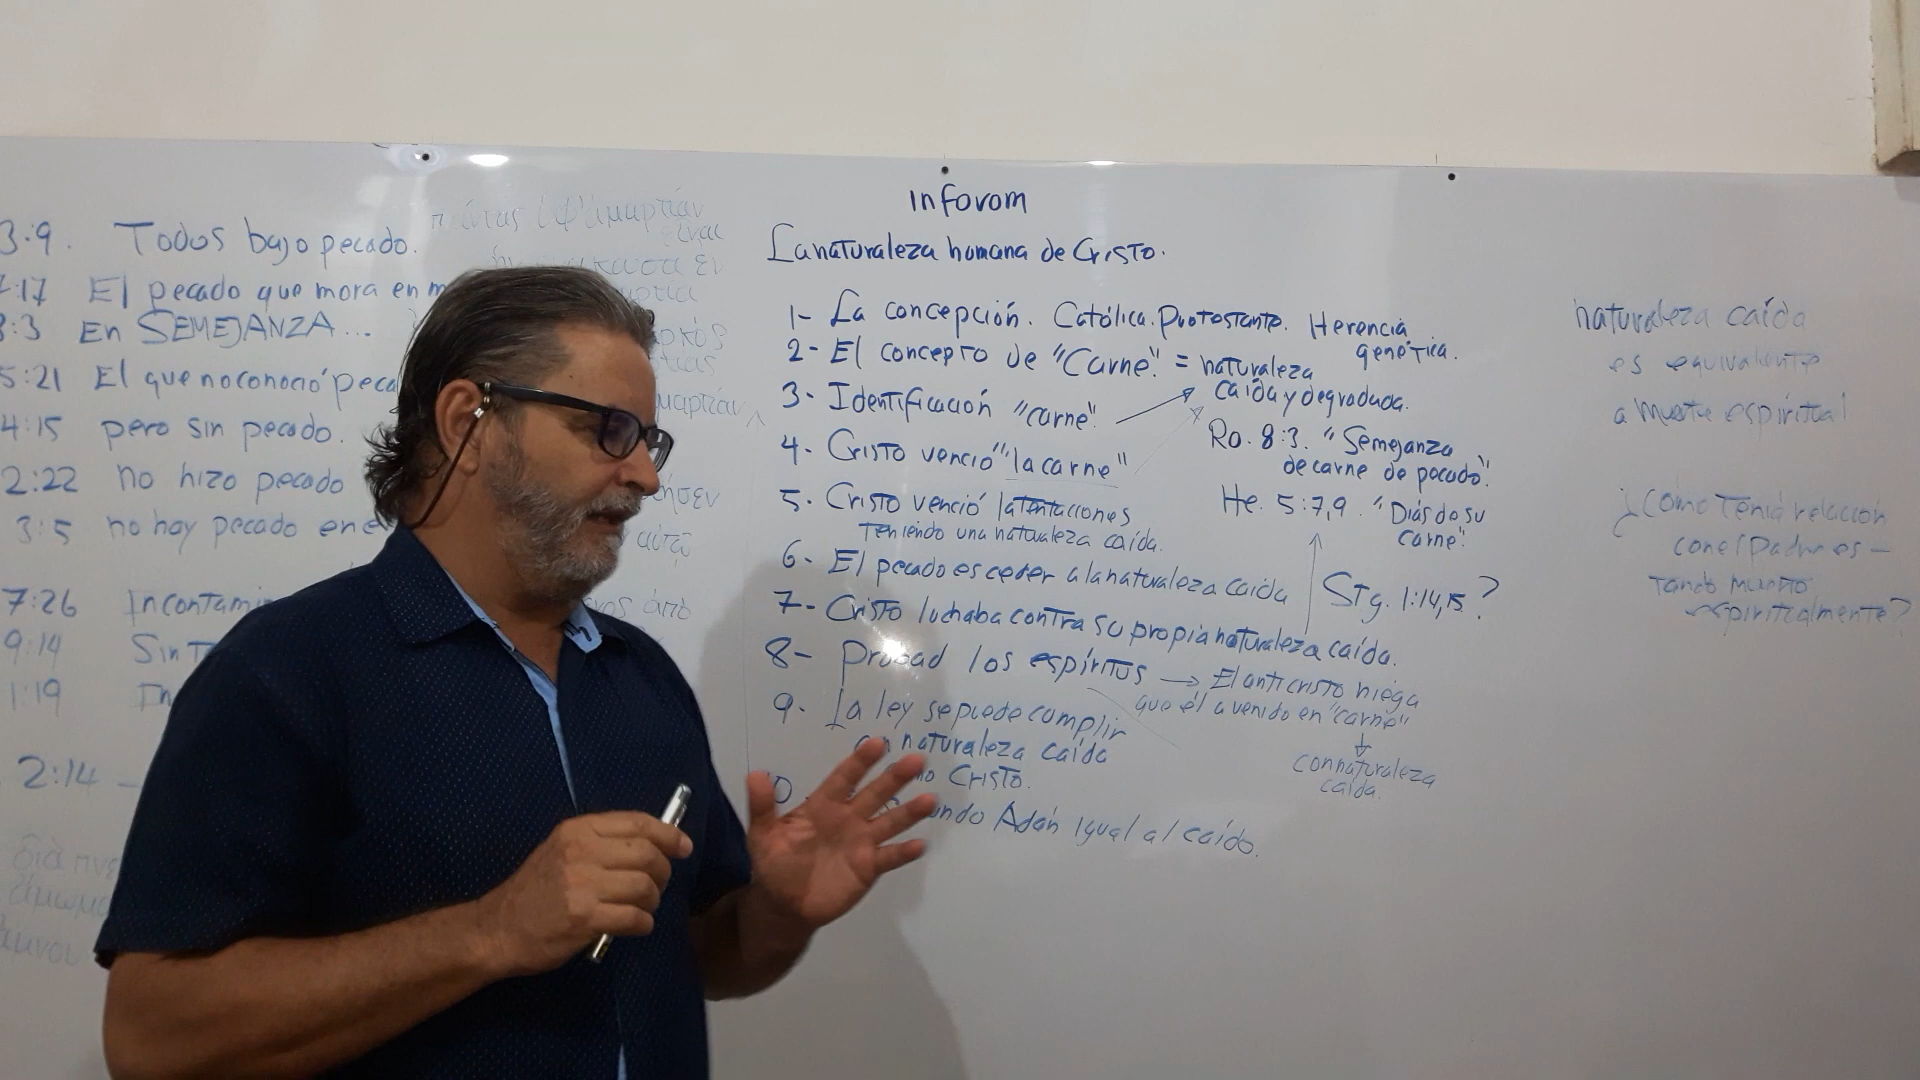 3:9. Todos bajo pecado.
:17 El pecado que mora en m
8:3 En SEMEJANZA...
5:21 El que no conoció peca
4:15 pero sin pecado.
2:22 no hizo pecado
3:5 no hay pecado en e
7:26 Incontami
9:14 Sin T
1:19 In
2:14 -
Inforom
La naturaleza humana de Cristo.
1- La concepción. Católica. Protestante. Herencia
genética.
2- El concepto de "Carne" = naturaleza
caída y degradada.
3- Identificación "carne".
Ro. 8:3. "Semejanza
de carne de pecado".
4- Cristo venció "la carne"
He. 5:7,9. "Días de su
carne".
5- Cristo venció la tentaciones
teniendo una naturaleza caída.
6- El pecado es ceder a la naturaleza caída
Stg. 1:14,15?
7- Cristo luchaba contra su propia naturaleza caída.
8- Probad los espíritus → El anticristo niega
que él a venido en "carne"
con naturaleza
caída.
9- La ley se puede cumplir
naturaleza caída
Cristo.
Adán igual al caído.
naturaleza caída
es equivalente
a muerte espiritual
¿Cómo tenía relación
con el Padre es-
tando muerto
espiritualmente?